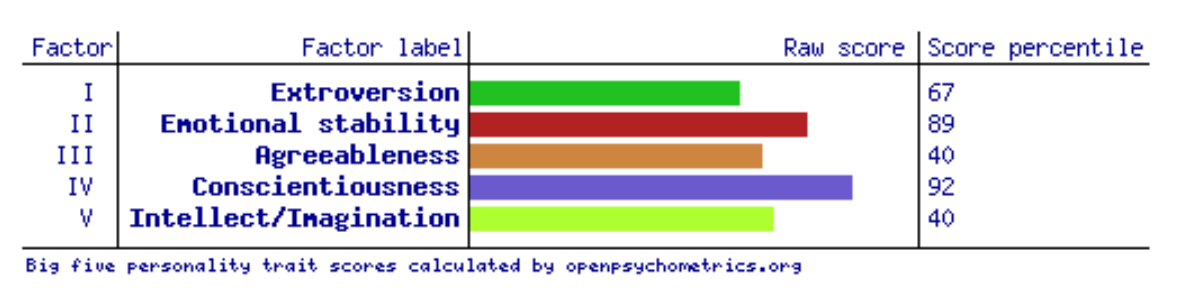 Factor Factor label Raw score Score percentile
I Extroversion 67
II Emotional stability 89
III Agreeableness 40
IV Conscientiousness 92
V Intellect/Imagination 40
Big five personality trait scores calculated by openpsychometrics.org